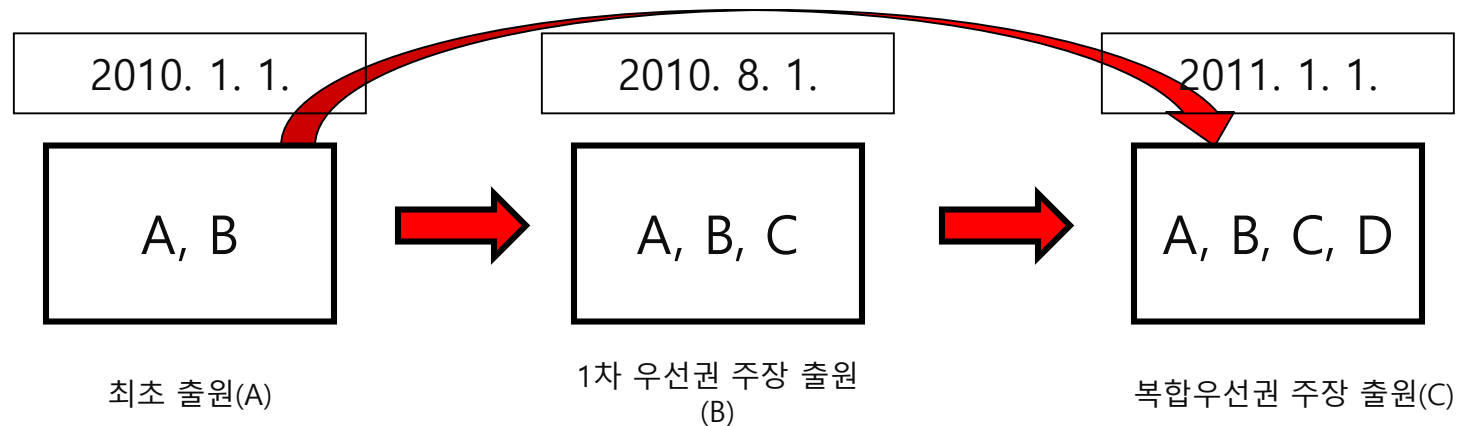 2010. 1. 1.
2010. 8. 1.
2011. 1. 1.
A, B
A, B, C
A, B, C, D
최초 출원(A)
1차 우선권 주장 출원
(B)
복합우선권 주장 출원(C)